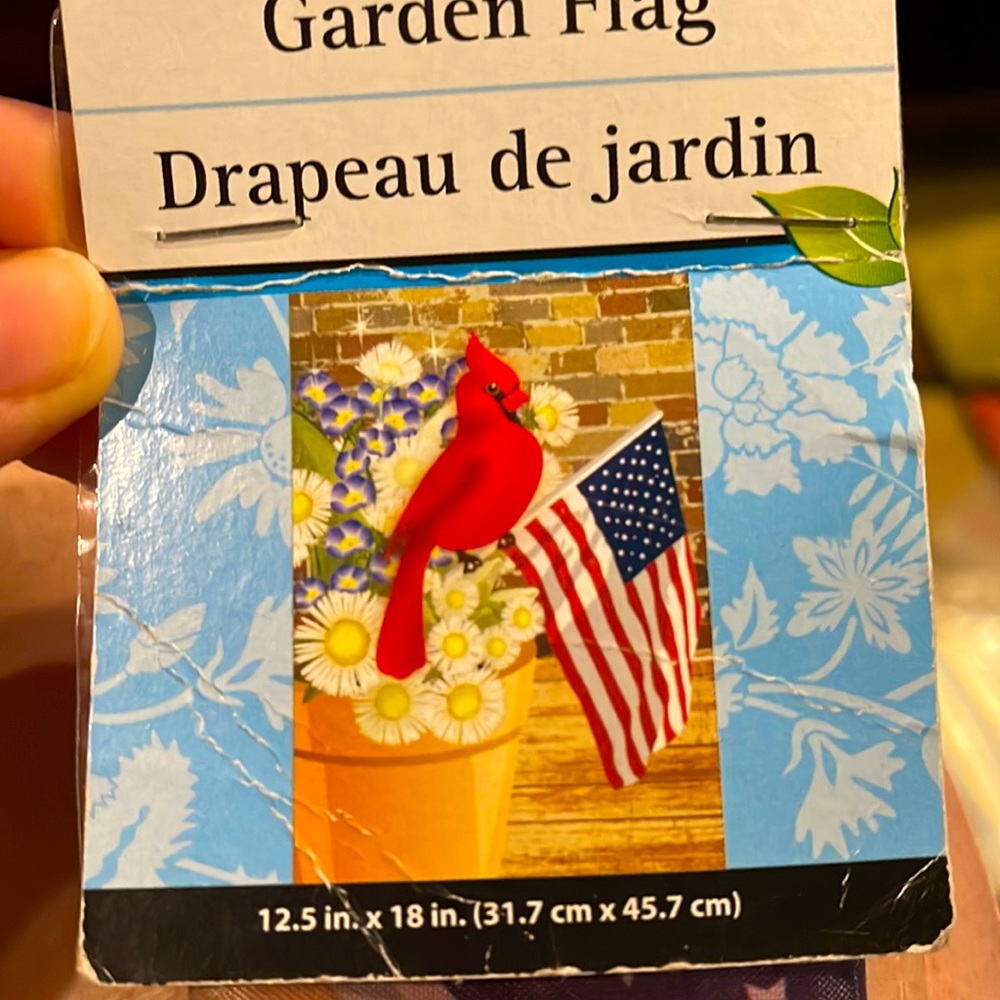 Garden Flag
Drapeau de jardin
12.5 in. x 18 in. (31.7 cm x 45.7 cm)